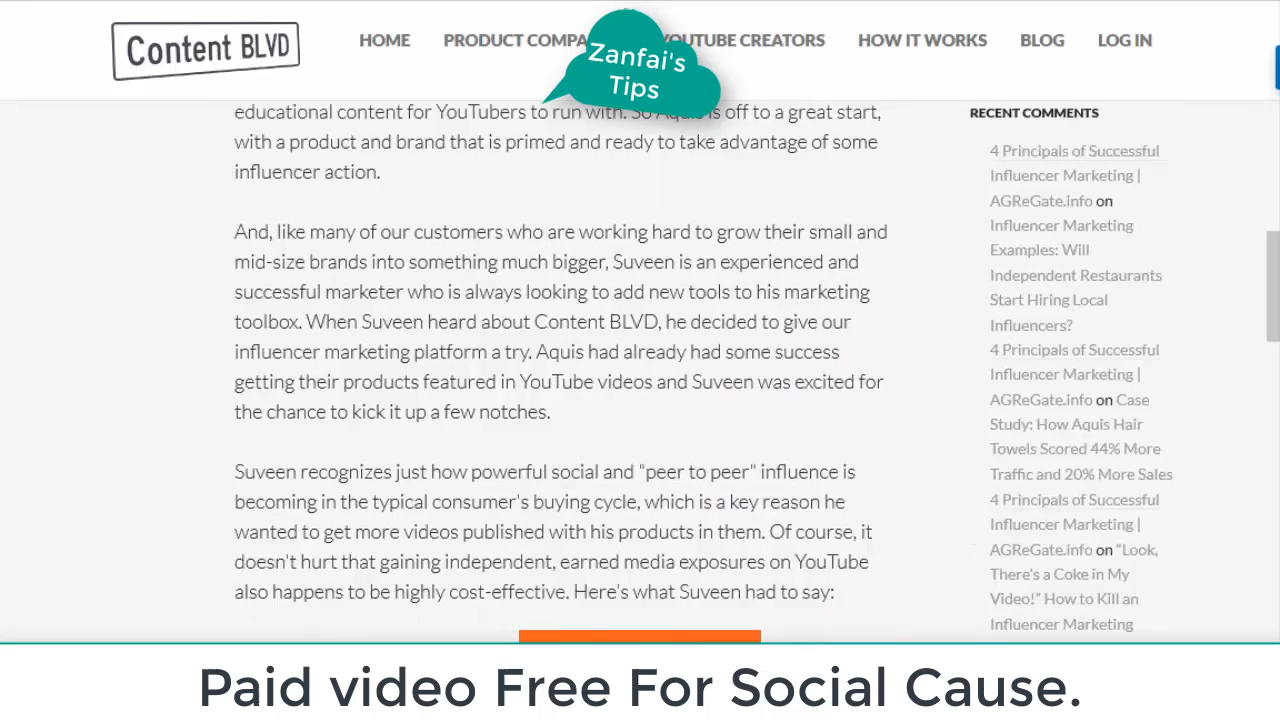 Content BLVD
HOME
PRODUCT COMPA
YOUTUBE CREATORS
HOW IT WORKS
BLOG
LOG IN
Zanfai's
Tips
educational content for YouTubers to run with. So Aquis is off to a great start,
with a product and brand that is primed and ready to take advantage of some
influencer action.
And, like many of our customers who are working hard to grow their small and
mid-size brands into something much bigger, Suveen is an experienced and
successful marketer who is always looking to add new tools to his marketing
toolbox. When Suveen heard about Content BLVD, he decided to give our
influencer marketing platform a try. Aquis had already had some success
getting their products featured in YouTube videos and Suveen was excited for
the chance to kick it up a few notches.
Suveen recognizes just how powerful social and "peer to peer" influence is
becoming in the typical consumer's buying cycle, which is a key reason he
wanted to get more videos published with his products in them. Of course, it
doesn't hurt that gaining independent, earned media exposures on YouTube
also happens to be highly cost-effective. Here's what Suveen had to say:
RECENT COMMENTS
4 Principals of Successful
Influencer Marketing |
AGReGate.info on
Influencer Marketing
Examples: Will
Independent Restaurants
Start Hiring Local
Influencers?
4 Principals of Successful
Influencer Marketing |
AGReGate.info on Case
Study: How Aquis Hair
Towels Scored 44% More
Traffic and 20% More Sales
4 Principals of Successful
Influencer Marketing |
AGReGate.info on “Look,
There’s a Coke in My
Video!” How to Kill an
Influencer Marketing
Paid video Free For Social Cause.